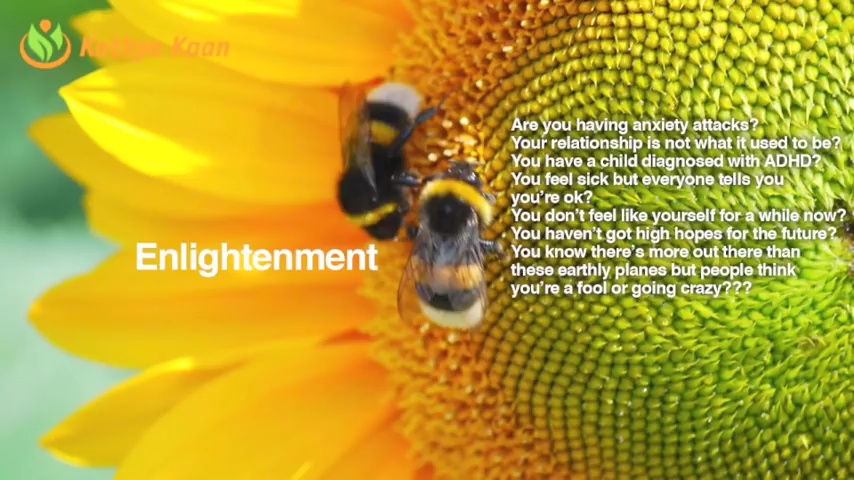 Kathye Kaan
Enlightenment
Are you having anxiety attacks?
Your relationship is not what it used to be?
You have a child diagnosed with ADHD?
You feel sick but everyone tells you
you're ok?
You don't feel like yourself for a while now?
You haven't got high hopes for the future?
You know there's more out there than
these earthly planes but people think
you're a fool or going crazy???